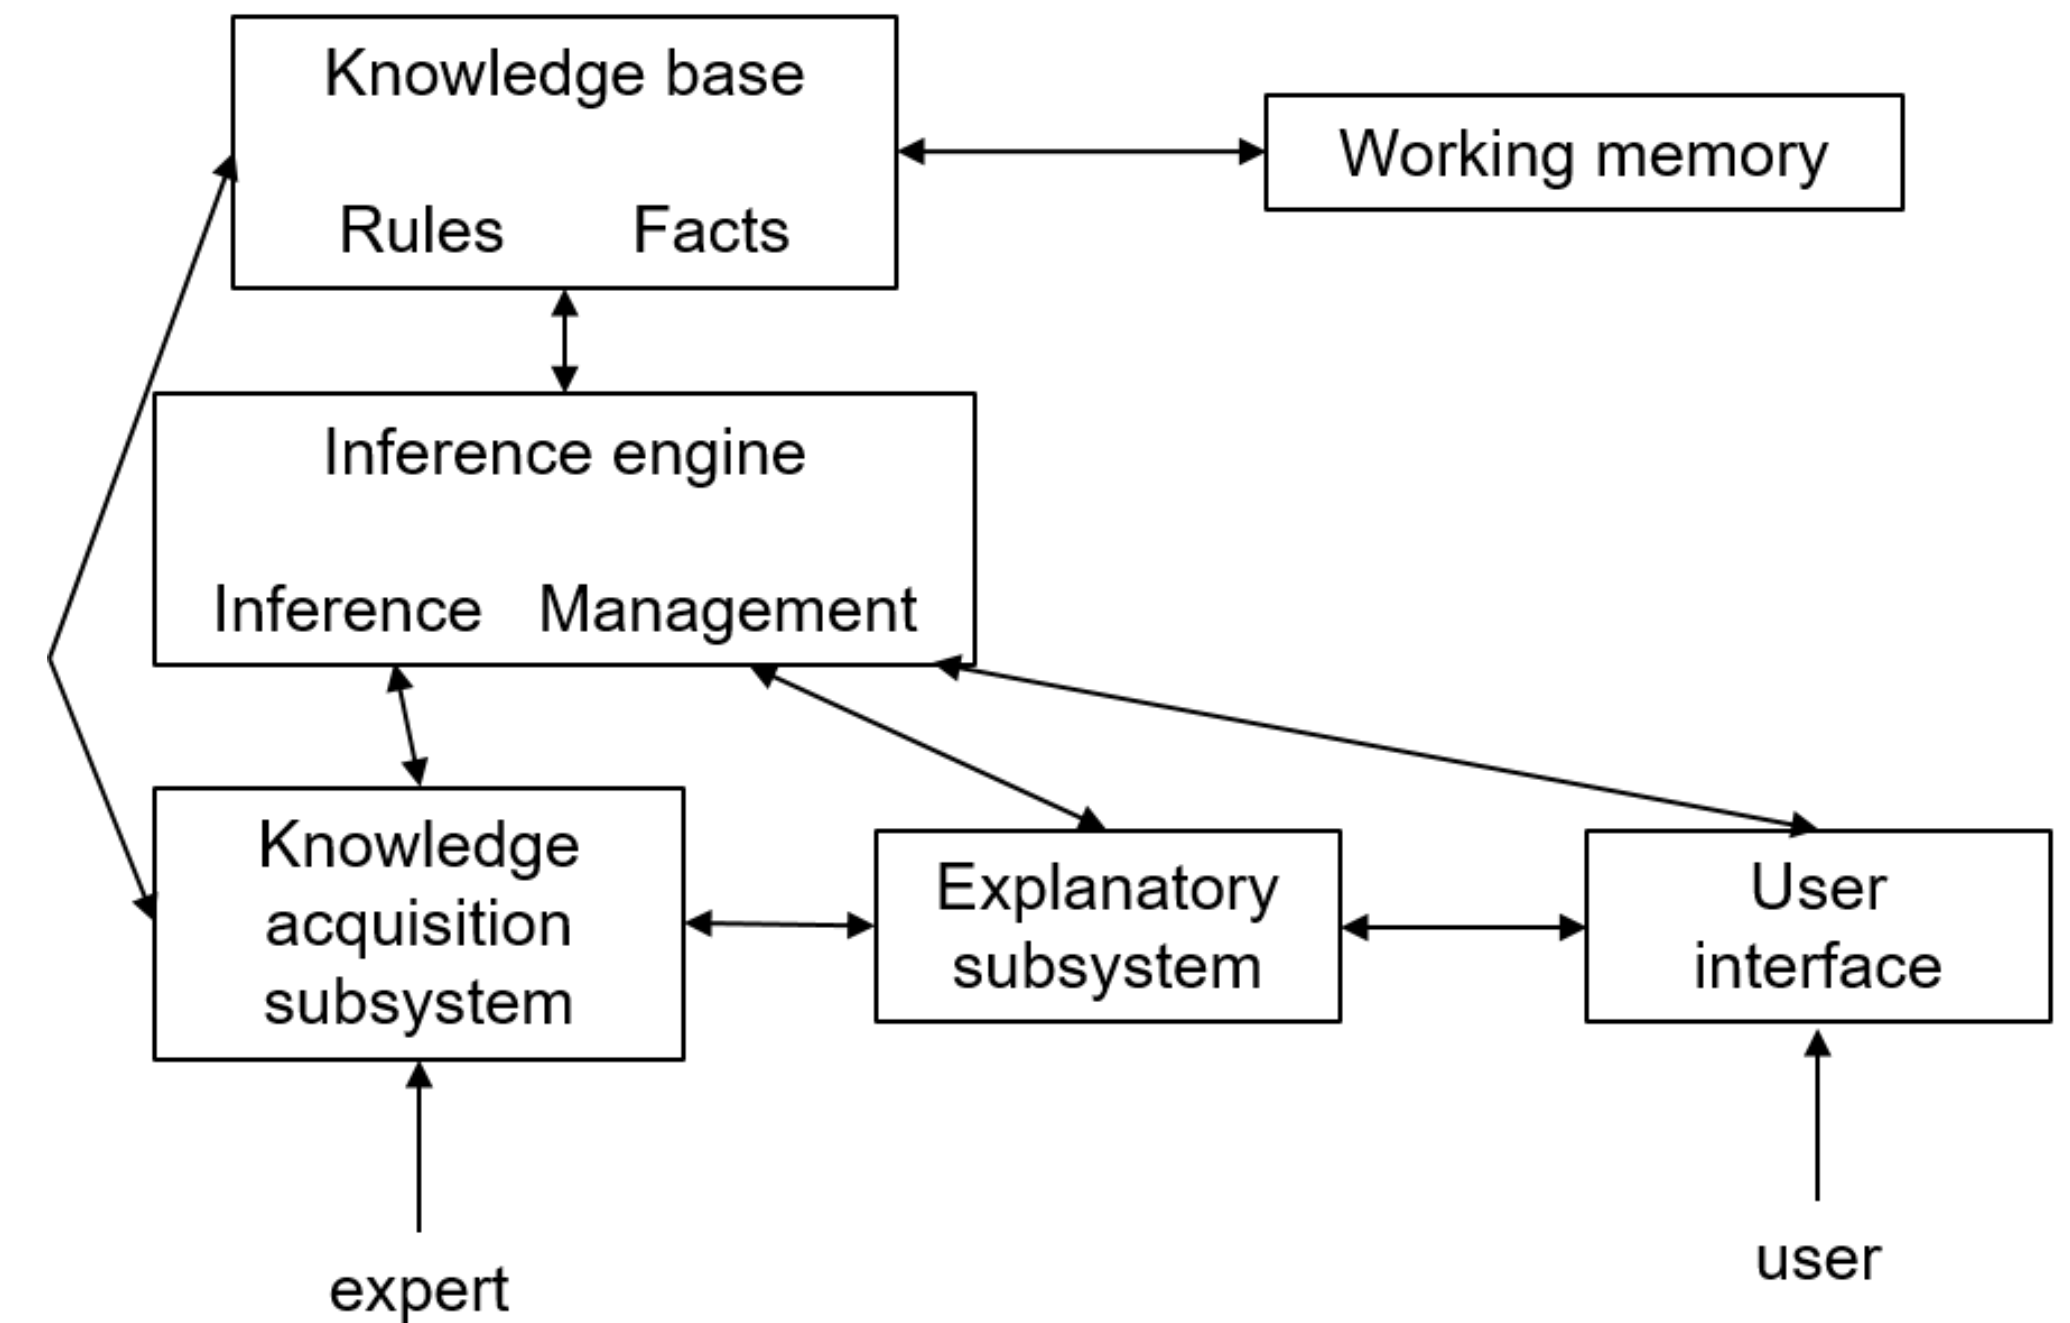 Knowledge base
Rules Facts
Working memory
Inference engine
Inference Management
Knowledge
acquisition
subsystem
Explanatory
subsystem
User
interface
expert
user